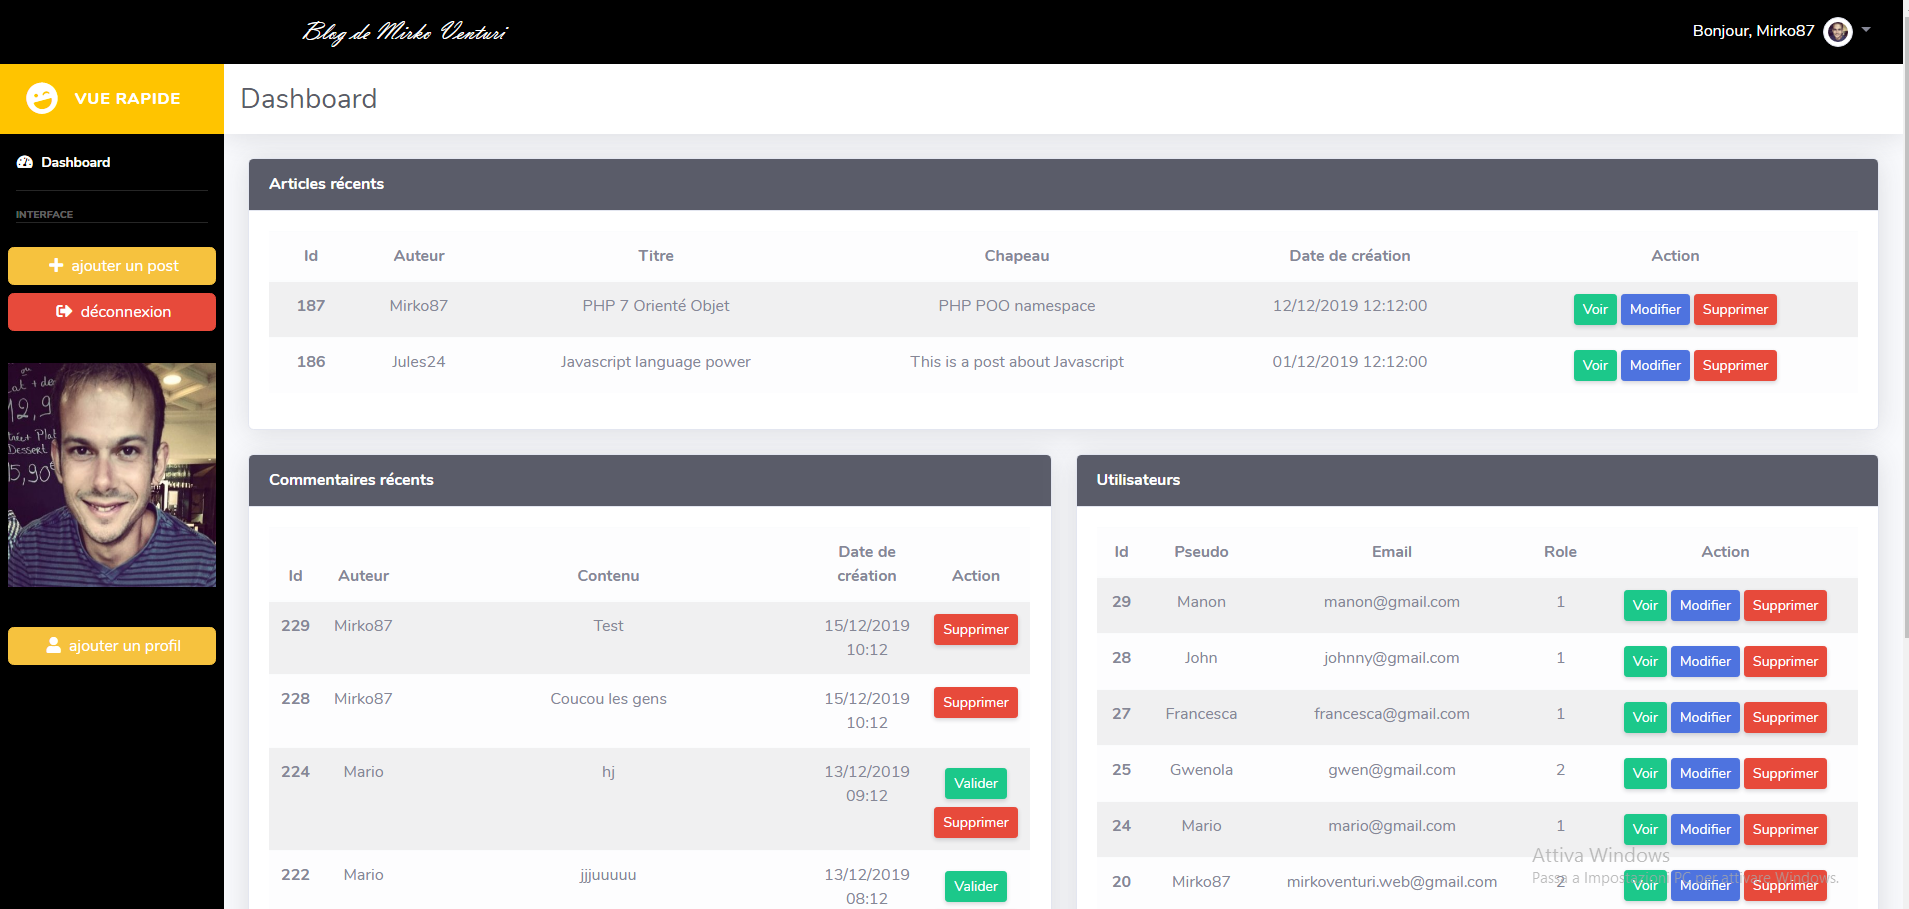 Blog de Mirko Venturi
Bonjour, Mirko87
VUE RAPIDE
Dashboard
Dashboard
INTERFACE
ajouter un post
déconnexion
ajouter un profil
Articles récents
Id Auteur Titre Chapeau Date de création Action
187 Mirko87 PHP 7 Orienté Objet PHP POO namespace 12/12/2019 12:12:00 Voir Modifier Supprimer
186 Jules24 Javascript language power This is a post about Javascript 01/12/2019 12:12:00 Voir Modifier Supprimer
Commentaires récents
Date de
Id Auteur Contenu création Action
229 Mirko87 Test 15/12/2019 Supprimer
10:12
228 Mirko87 Coucou les gens 15/12/2019 Supprimer
10:12
224 Mario hj 13/12/2019 Valider
09:12
Supprimer
222 Mario jjjuuuuu 13/12/2019 Valider
08:12
Utilisateurs
Id Pseudo Email Role Action
29 Manon manon@gmail.com 1 Voir Modifier Supprimer
28 John johnny@gmail.com 1 Voir Modifier Supprimer
27 Francesca francesca@gmail.com 1 Voir Modifier Supprimer
25 Gwenola gwen@gmail.com 2 Voir Modifier Supprimer
24 Mario mario@gmail.com 1 Voir Modifier Supprimer
20 Mirko87 mirkoventuri.web@gmail.com 2 Voir Modifier Supprimer
Attiva Windows
Passa a Impostazioni PC per attivare Windows.